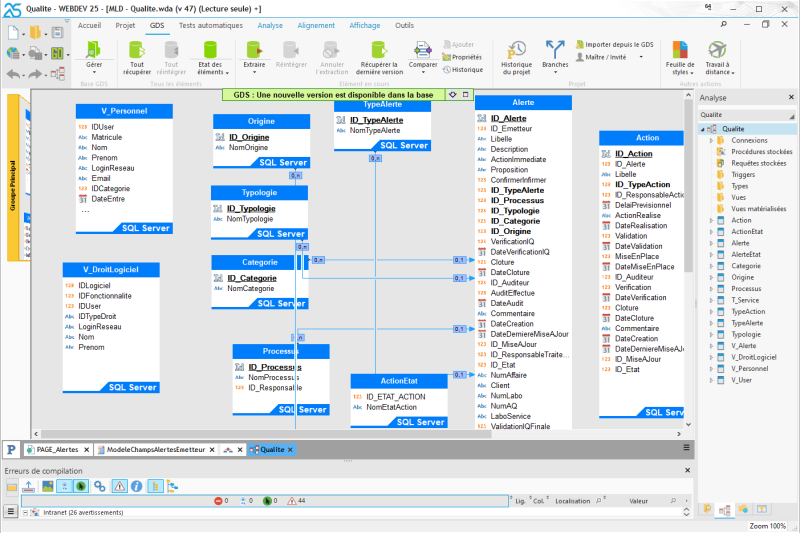 Qualite - WEBDEV 25 - [MLD - Qualite.wda (v 47) (Lecture seule) +]
Accueil Projet GDS Tests automatiques Analyse Alignement Affichage Outils
Gérer
Base GDS
Tout récupérer
Tout réintégrer
Etat des éléments
Eléments
Extraire
Réintégrer
Annuler l'extraction
Récupérer la dernière version
Comparer
Ajouter
Propriétés
Historique
Elément en cours
Historique du projet
Branches
Importer depuis le GDS
Maître / Invité
Projet
Feuille de styles
Travail à distance
GDS : Une nouvelle version est disponible dans la base
Groupe Principal
V_Personnel
IDUser
Matricule
Nom
Prenom
LoginReseau
Email
IDCategorie
DateEntre
...
SQL Server
V_DroitLogiciel
IDLogiciel
IDFonctionnalite
IDUser
IDTypeDroit
LoginReseau
Nom
Prenom
SQL Server
Origine
ID_Origine
NomOrigine
SQL Server
0,n
Typologie
ID_Typologie
NomTypologie
SQL Server
0,n
Categorie
ID_Categorie
NomCategorie
SQL Server
0,n
0,n
Processus
ID_Processus
NomProcessus
ID_Responsable
SQL Server
TypeAlerte
ID_TypeAlerte
NomTypeAlerte
SQL Server
0,n
ActionEtat
ID_ETAT_ACTION
NomEtatAction
SQL Server
0,1
0,1
0,1
0,1
Alerte
ID_Alerte
ID_Emetteur
Libelle
Description
ActionImmediate
Proposition
ConfirmerInfirmer
ID_TypeAlerte
ID_Processus
ID_Typologie
ID_Categorie
ID_Origine
VerificationIQ
DateVerificationIQ
Cloture
DateCloture
ID_Auditeur
AuditEffectue
DateAudit
Commentaire
DateCreation
DateDerniereMiseAJour
ID_MiseAJour
ID_ResponsableTraite...
ID_Etat
NumAffaire
Client
NumLabo
NumAQ
LaboService
ValidationIQFinale
Action
ID_Action
ID_Alerte
Libelle
ID_TypeAction
ID_ResponsableAction
DelaiPrevisionnel
ActionRealise
DateRealisation
Validation
DateValidation
MiseEnPlace
DateMiseEnPlace
ID_Auditeur
Verification
DateVerification
Cloture
DateCloture
Commentaire
DateCreation
DateDerniereMiseAJour
ID_MiseAJour
ID_Etat
SQL Server
Analyse
Qualite
Qualite
Connexions
Procédures stockées
Requêtes stockées
Triggers
Types
Vues
Vues matérialisées
Action
ActionEtat
Alerte
AlerteEtat
Categorie
Origine
Processus
T_Service
TypeAction
TypeAlerte
Typologie
V_Alerte
V_DroitLogiciel
V_Personnel
V_User
PAGE_Alertes
ModeleChampsAlertesEmetteur
Qualite
Erreurs de compilation
0 0 0 44
Lig. Col. Localisation Valeur
Intranet (26 avertissements)
Zoom 100%